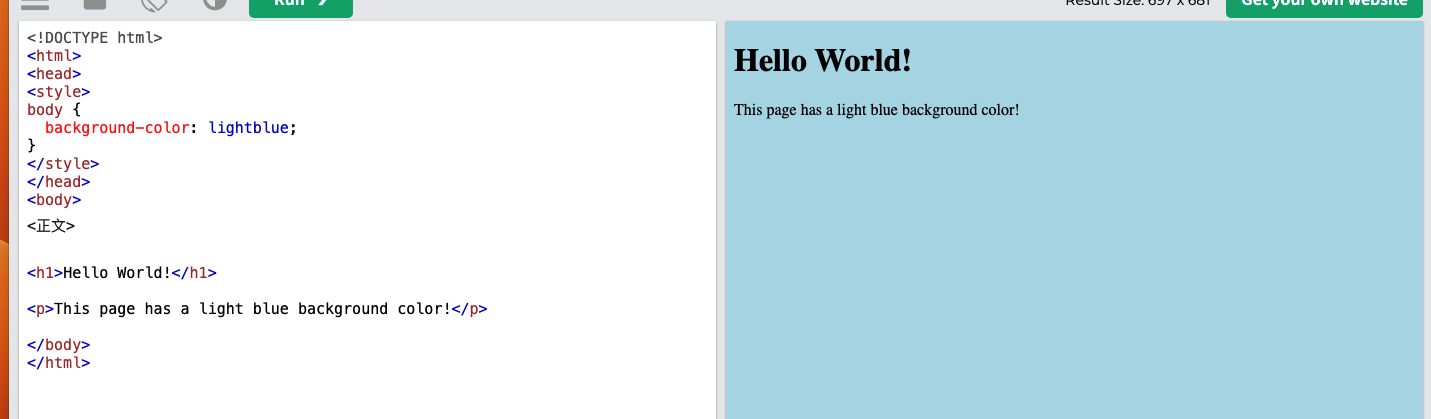 Run ❯
Result Size: 697 x 681
Get your own website
<!DOCTYPE html>
<html>
<head>
<style>
body {
  background-color: lightblue;
}
</style>
</head>
<body>
<正文>
<h1>Hello World!</h1>
<p>This page has a light blue background color!</p>
</body>
</html>
Hello World!
This page has a light blue background color!